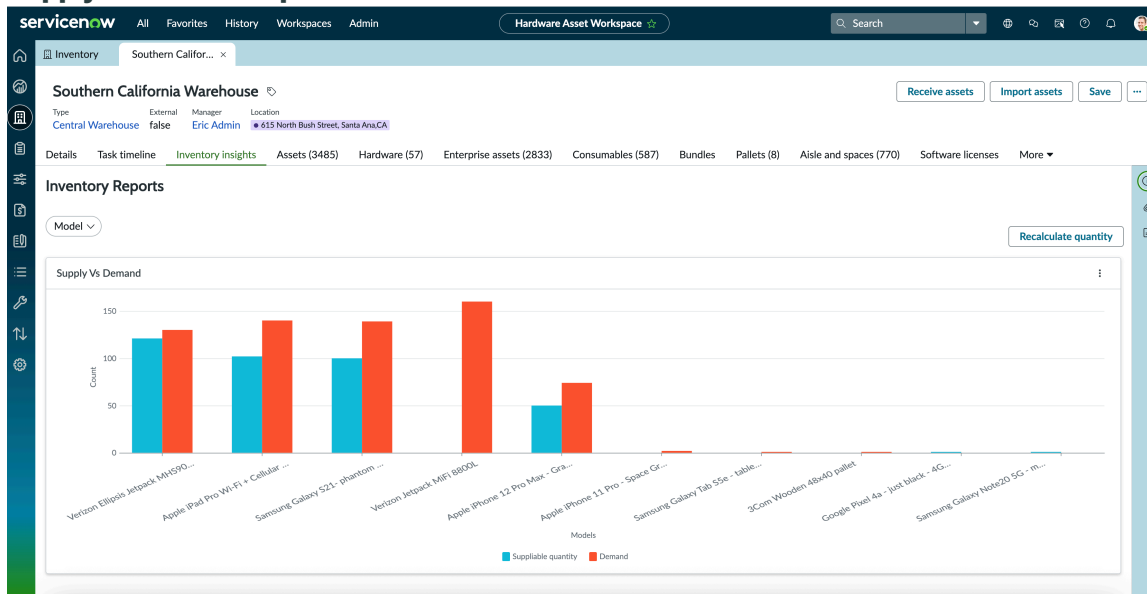 servicenow All Favorites History Workspaces Admin Hardware Asset Workspace ☆ Search
Inventory Southern Califor... ×
Southern California Warehouse
Receive assets Import assets Save ...
Type External Manager Location
Central Warehouse false Eric Admin 615 North Bush Street, Santa Ana,CA
Details Task timeline Inventory insights Assets (3485) Hardware (57) Enterprise assets (2833) Consumables (587) Bundles Pallets (8) Aisle and spaces (770) Software licenses More
Inventory Reports
Model
Recalculate quantity
Supply Vs Demand
150
100
50
0
Count
Verizon Ellipsis Jetpack MHS90...
Apple iPad Pro Wi-Fi + Cellular ...
Samsung Galaxy S21- phantom ...
Verizon Jetpack MiFi 8800L
Apple iPhone 12 Pro Max - Gra...
Apple iPhone 11 Pro - Space Gr...
Samsung Galaxy Tab S5e - table...
3Com Wooden 48x40 pallet
Google Pixel 4a - just black - 4G...
Samsung Galaxy Note20 5G - m...
Models
Suppliable quantity Demand